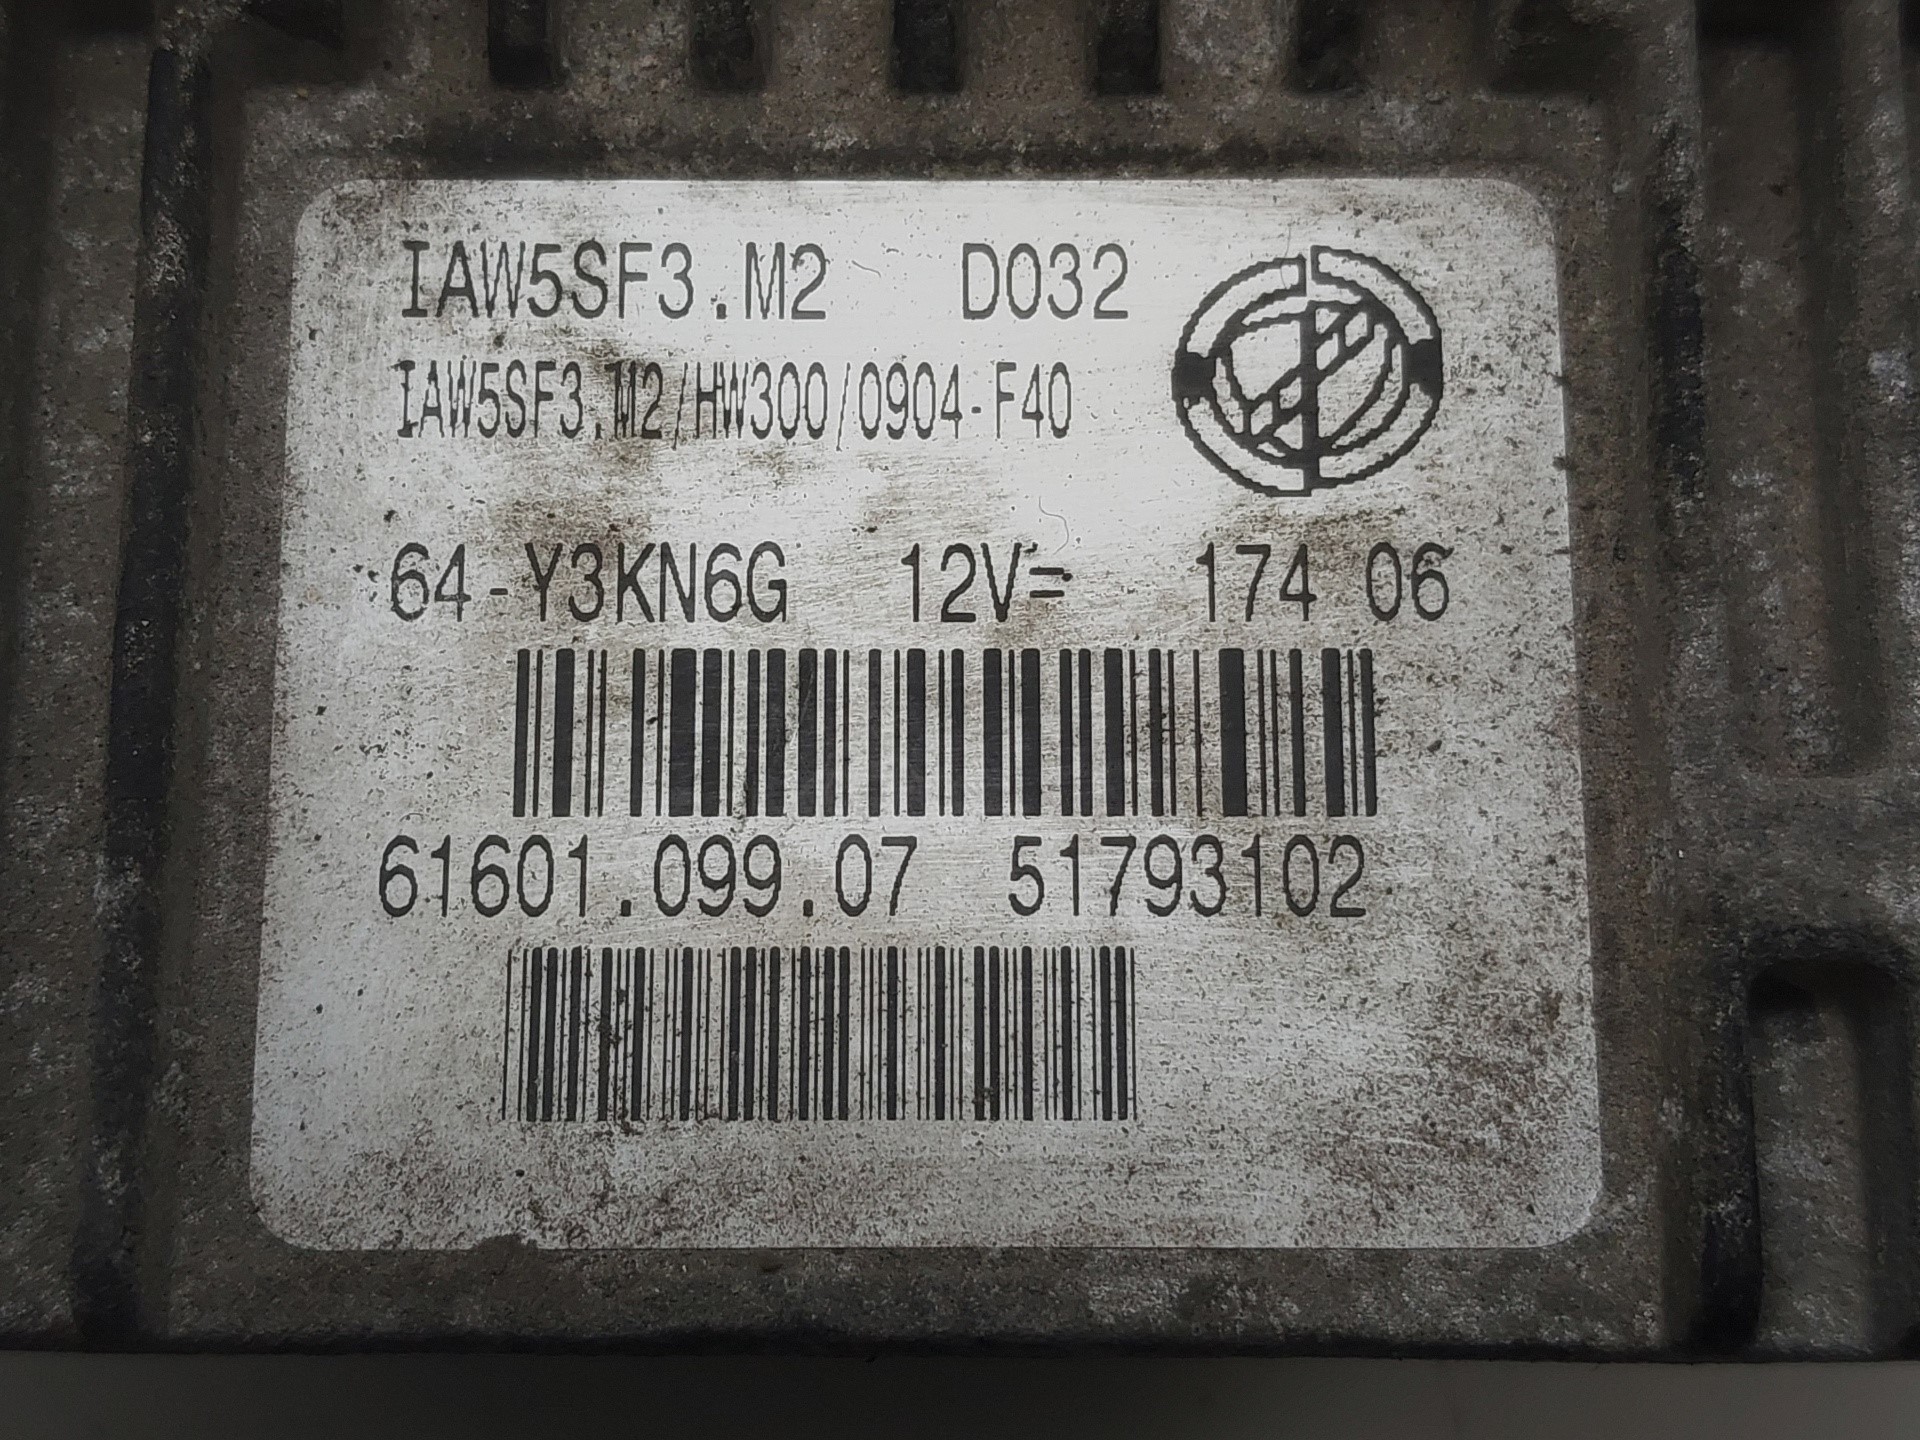 IAW5SF3.M2 D032
IAW5SF3.M2/HW300/0904-F40
64-Y3KN6G 12V= 174 06
61601.099.07 51793102